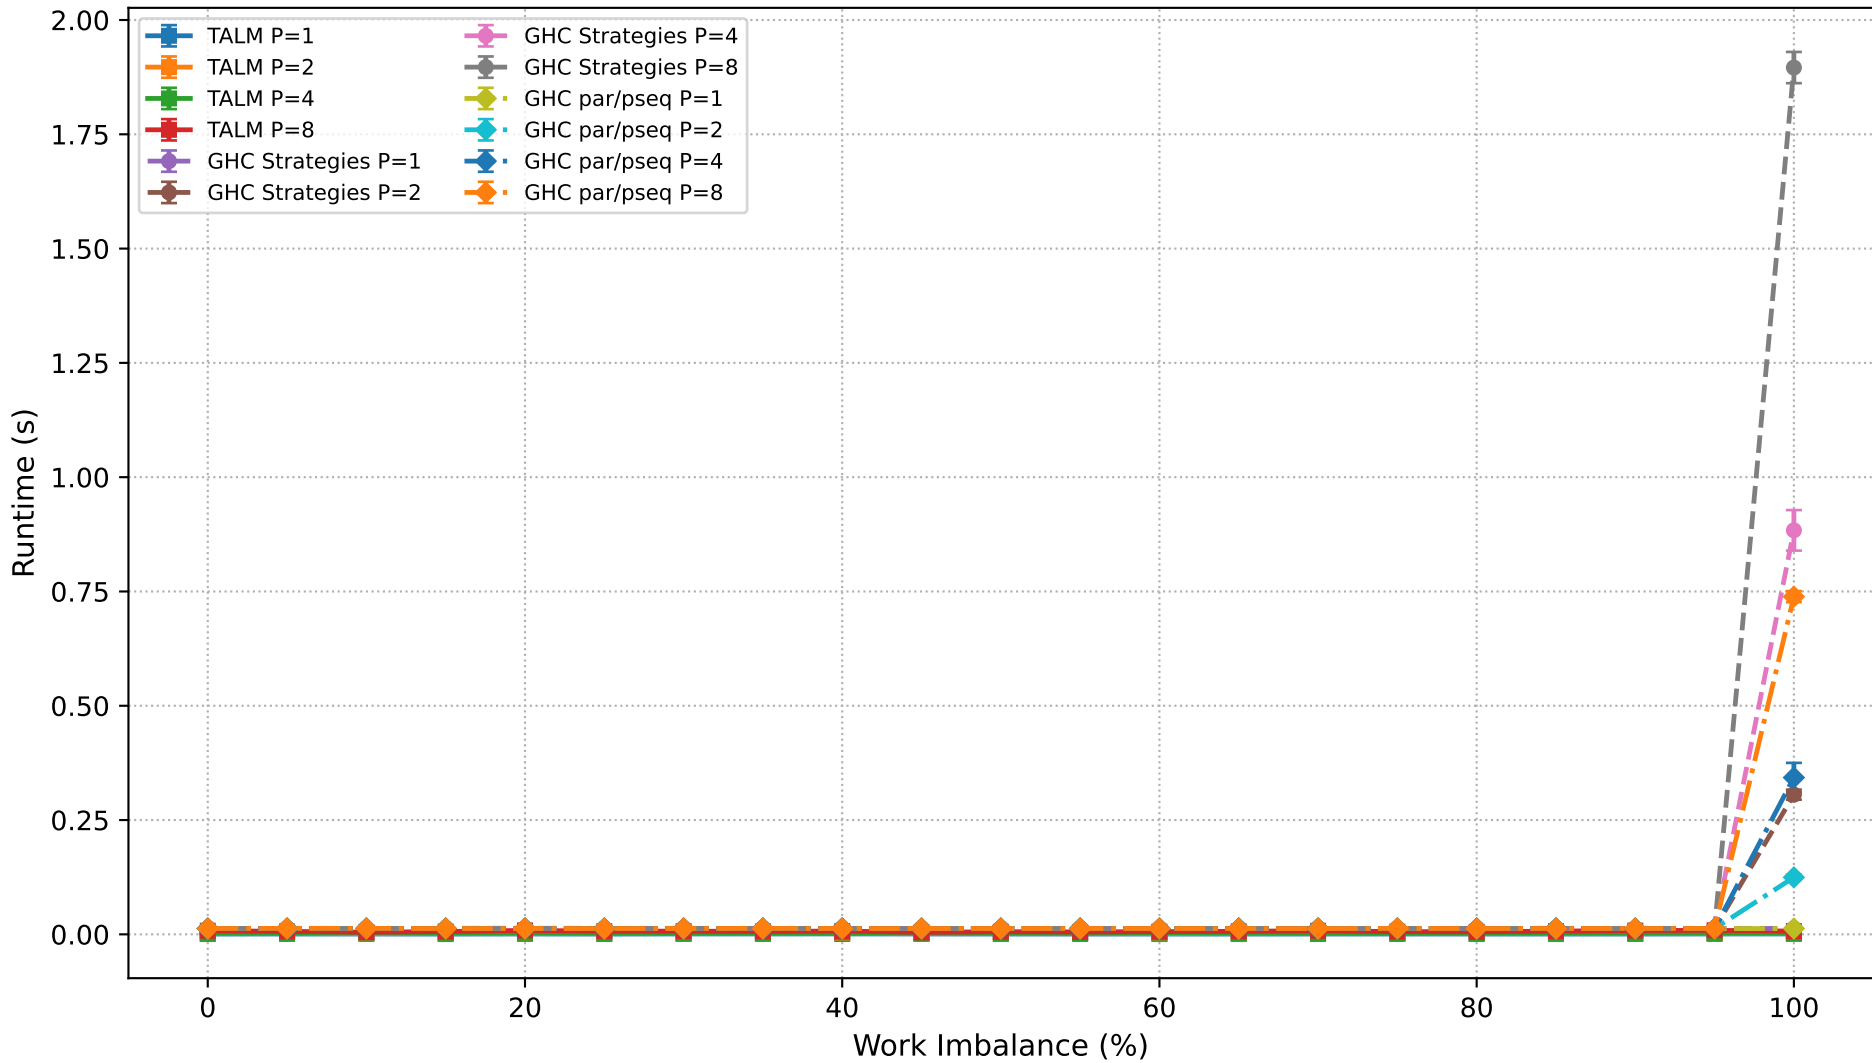 2.00
1.75
1.50
1.25
1.00
0.75
0.50
0.25
0.00
Runtime (s)
TALM P=1
TALM P=2
TALM P=4
TALM P=8
GHC Strategies P=1
GHC Strategies P=2
GHC Strategies P=4
GHC Strategies P=8
GHC par/pseq P=1
GHC par/pseq P=2
GHC par/pseq P=4
GHC par/pseq P=8
0 20 40 60 80 100
Work Imbalance (%)